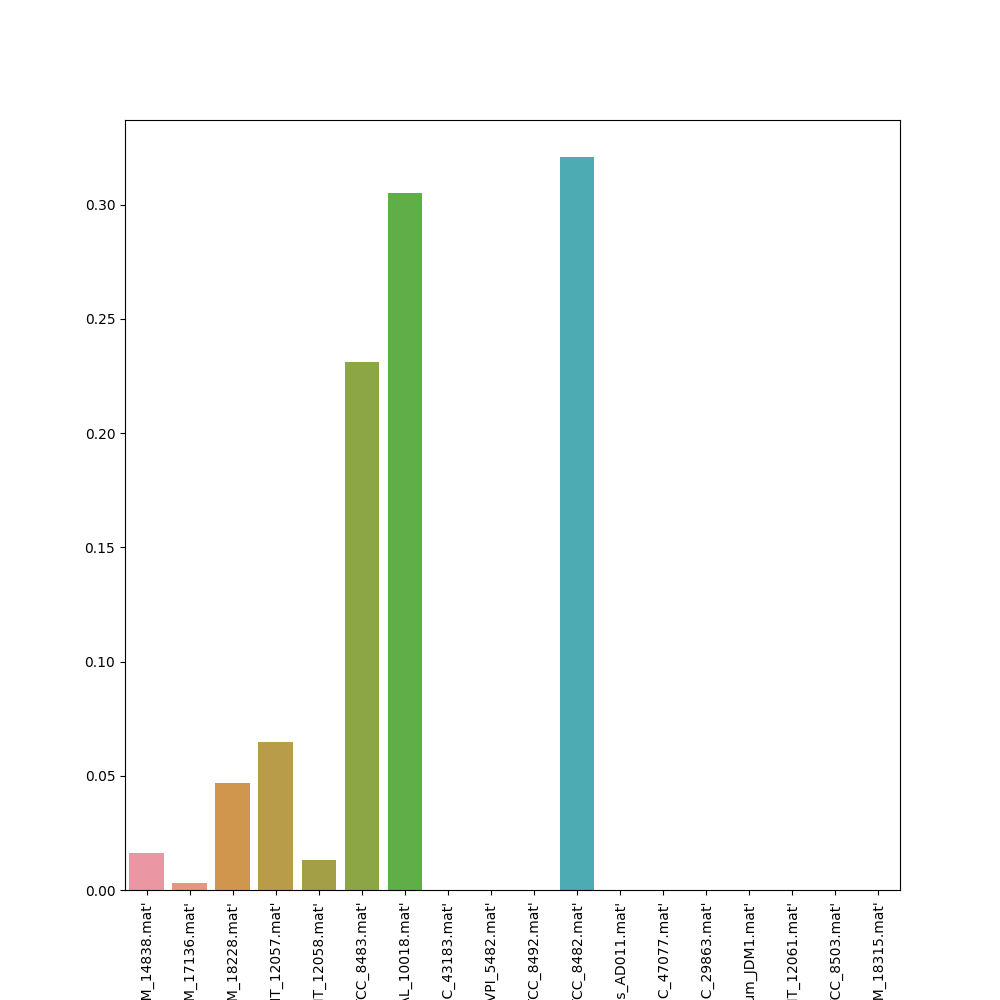 0.30
0.25
0.20
0.15
0.10
0.05
0.00
M_14838.mat'
M_17136.mat'
M_18228.mat'
IT_12057.mat'
IT_12058.mat'
CC_8483.mat'
AL_10018.mat'
C_43183.mat'
VPI_5482.mat'
CC_8492.mat'
CC_8482.mat'
s_AD011.mat'
C_47077.mat'
C_29863.mat'
um_JDM1.mat'
T_12061.mat'
CC_8503.mat'
M_18315.mat'